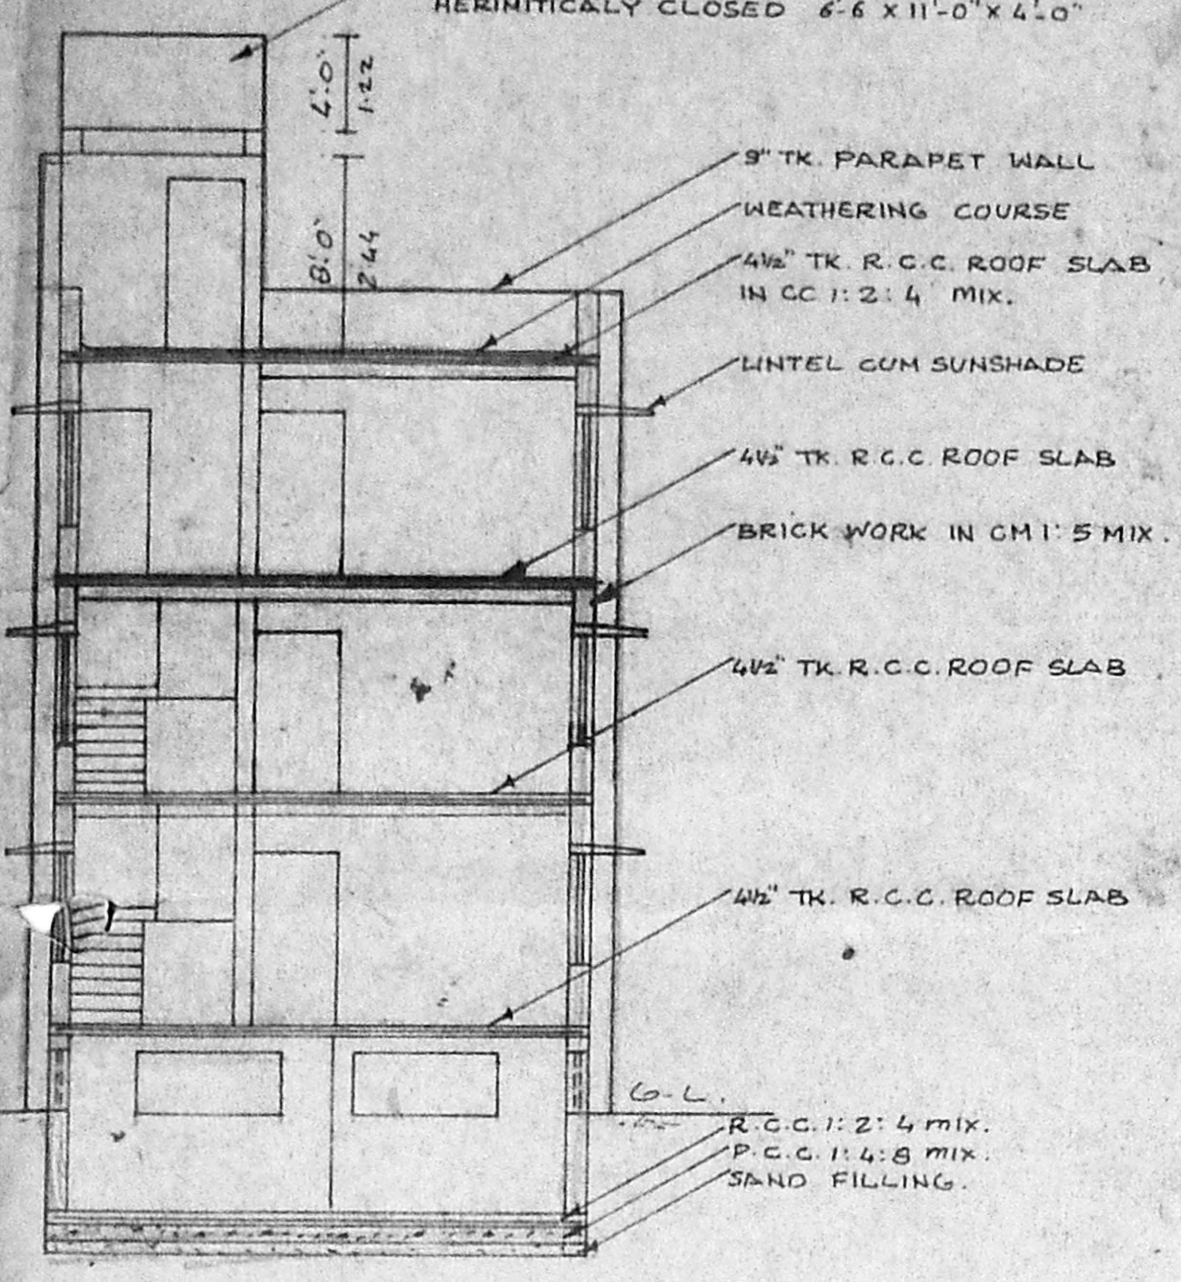 HERIMITICALY CLOSED 6'-6 X 11'-0" X 4'-0"
4'.0"
1.22
9" TK. PARAPET WALL
WEATHERING COURSE
8'.0"
2.44
4½" TK. R.C.C. ROOF SLAB
IN CC 1:2:4 MIX.
LINTEL CUM SUNSHADE
4½" TK. R.C.C. ROOF SLAB
BRICK WORK IN CM 1:5 MIX.
4½" TK. R.C.C. ROOF SLAB
4½" TK. R.C.C. ROOF SLAB
G-L.
R.C.C. 1:2:4 MIX.
P.C.C. 1:4:8 MIX.
SAND FILLING.